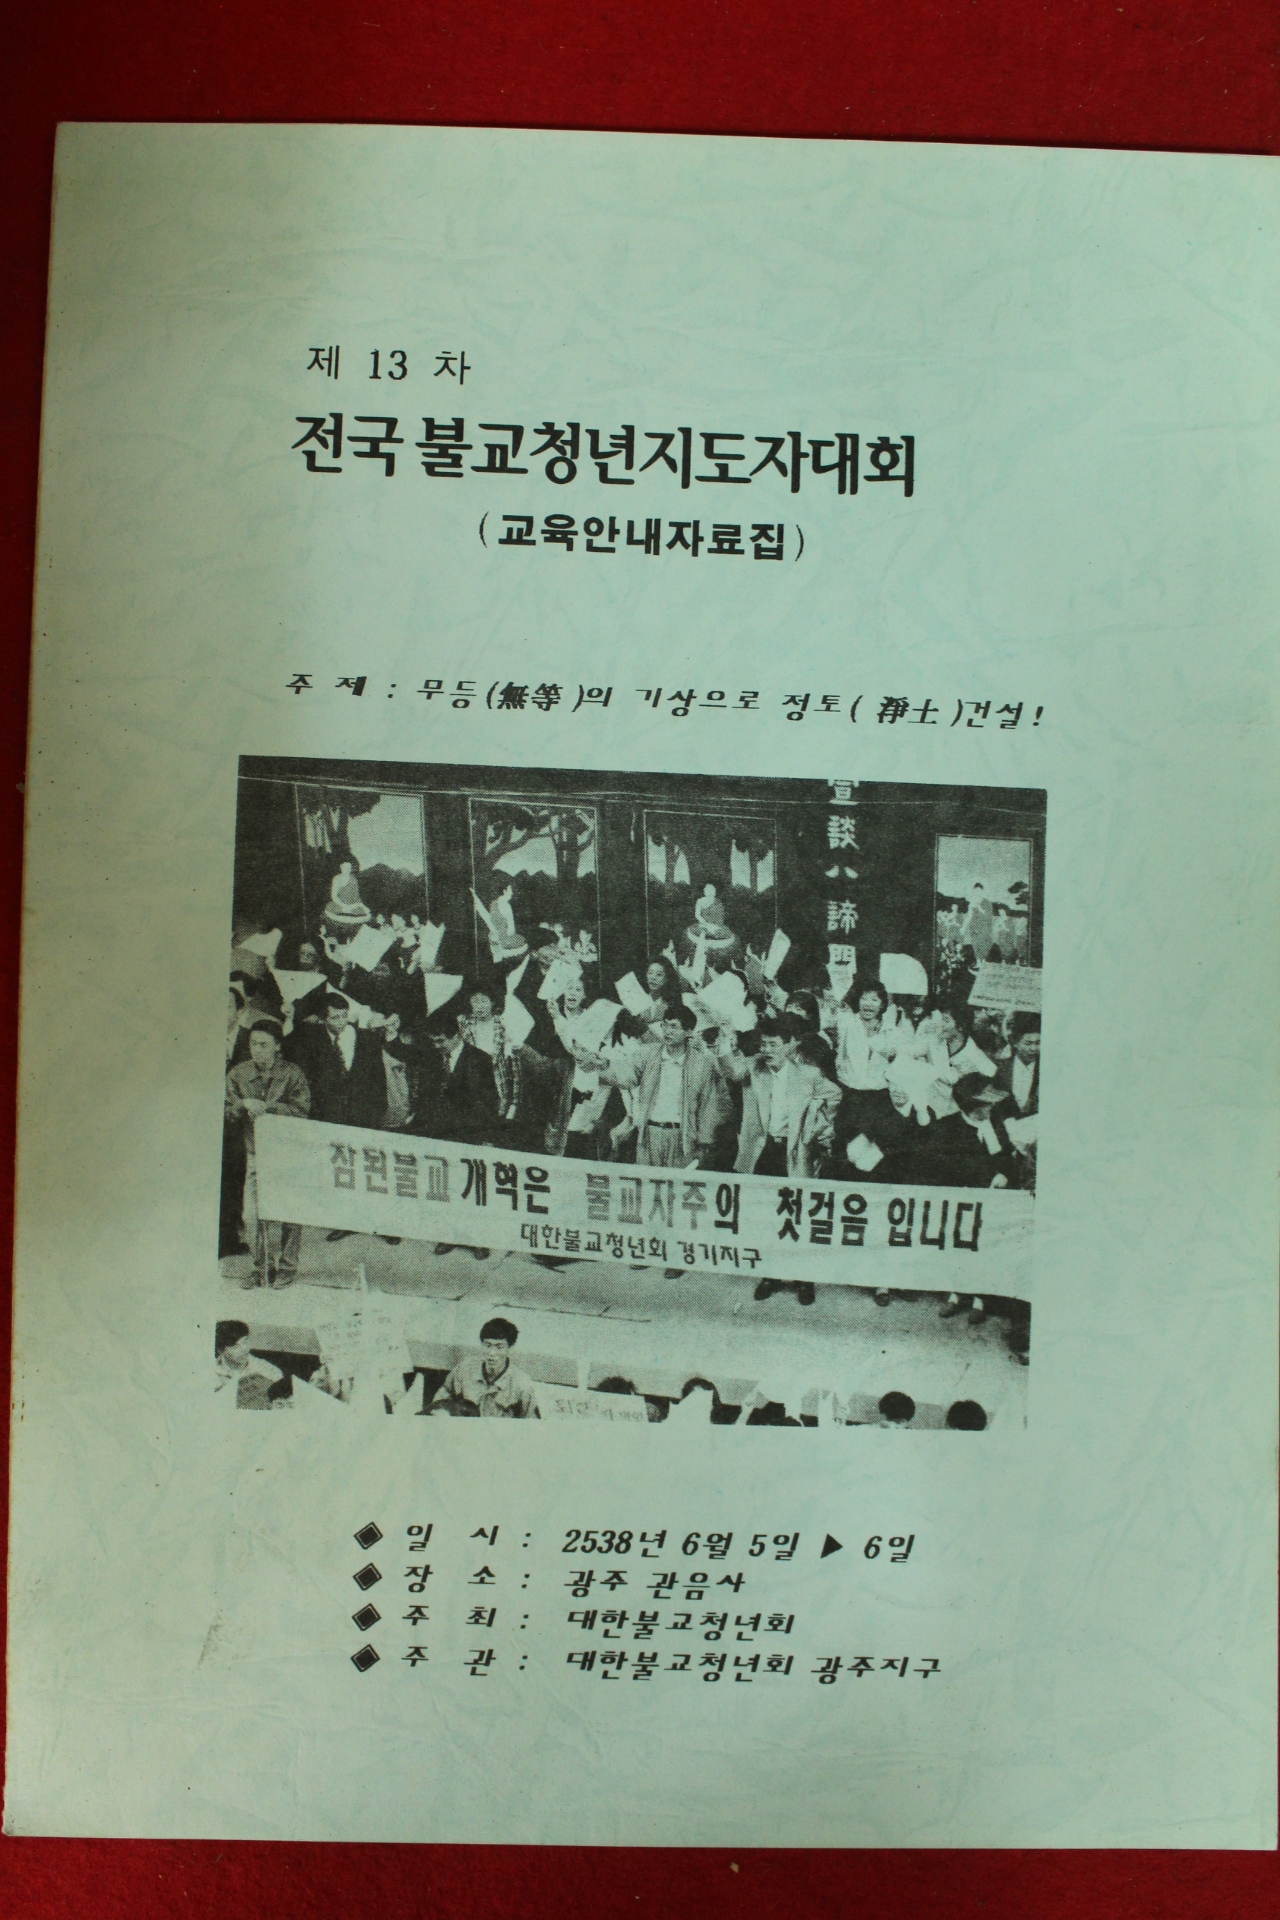 제 13 차
전국 불교청년지도자대회
(교육안내자료집)
주 제 : 무등(無等)의 기상으로 정토(淨土)건설!
談八諦門
참된불교개혁은 불교자주의 첫걸음 입니다
대한불교청년회 경기지구
◈ 일 시 : 2538년 6월 5일 ▶ 6일
◈ 장 소 : 광주 관음사
◈ 주 최 : 대한불교청년회
◈ 주 관 : 대한불교청년회 광주지구